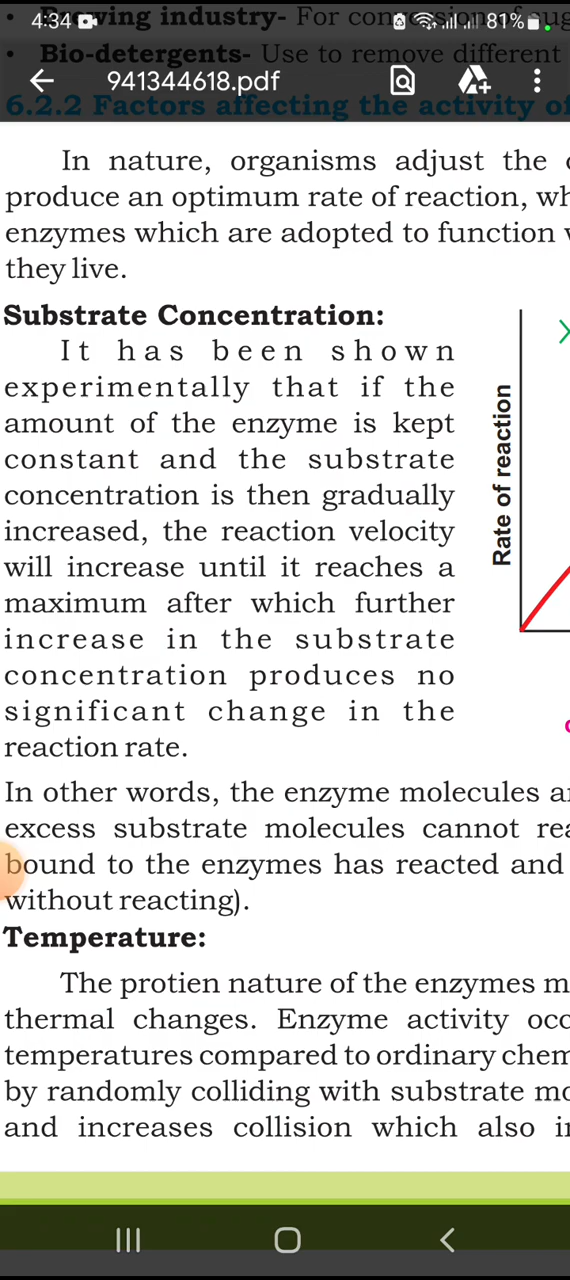 Brewing industry- For conversion of sug
4:34 81%
• Bio-detergents- Use to remove different
941344618.pdf
6.2.2 Factors affecting the activity of
In nature, organisms adjust the
produce an optimum rate of reaction, wh
enzymes which are adopted to function
they live.
Substrate Concentration:
It has been shown
experimentally that if the
amount of the enzyme is kept
constant and the substrate
concentration is then gradually
increased, the reaction velocity
will increase until it reaches a
maximum after which further
increase in the substrate
concentration produces no
significant change in the
reaction rate.
Rate of reaction
In other words, the enzyme molecules a
excess substrate molecules cannot rea
bound to the enzymes has reacted and
without reacting).
Temperature:
The protien nature of the enzymes m
thermal changes. Enzyme activity occ
temperatures compared to ordinary chem
by randomly colliding with substrate mo
and increases collision which also in